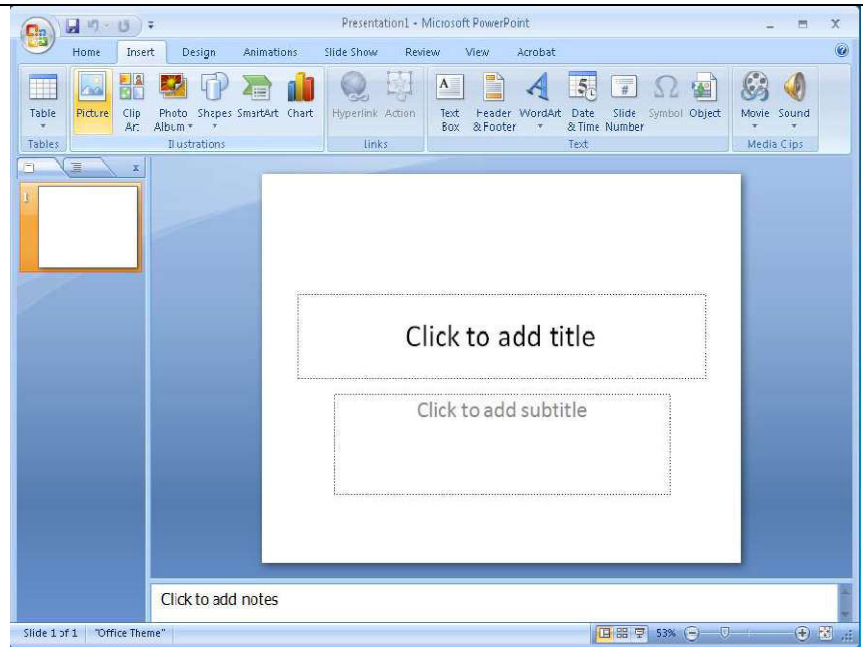 Presentation1 - Microsoft PowerPoint
Home Insert Design Animations Slide Show Review View Acrobat
Table Picture Clip Art Photo Album Shapes SmartArt Chart Hyperlink Action Text Box Header & Footer WordArt Date & Time Slide Number Symbol Object Movie Sound
Tables Illustrations Links Text Media Clips
1
Click to add title
Click to add subtitle
Click to add notes
Slide 1 of 1 "Office Theme" 53%